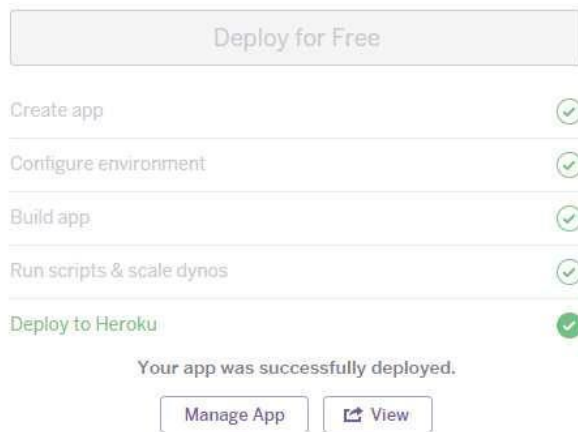 Deploy for Free
Create app
Configure environment
Build app
Run scripts & scale dynos
Deploy to Heroku
Your app was successfully deployed.
Manage App
View